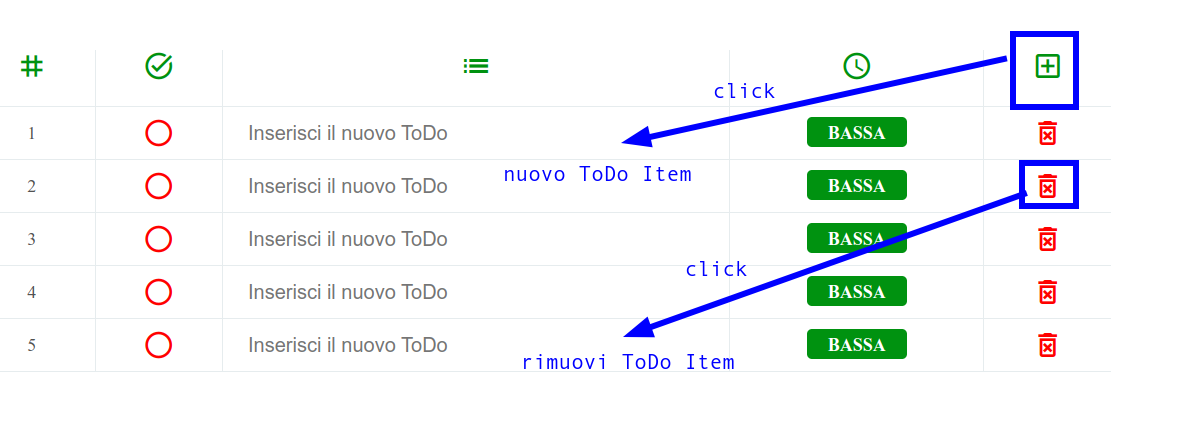 click
1 Inserisci il nuovo ToDo BASSA
nuovo ToDo Item
2 Inserisci il nuovo ToDo BASSA
3 Inserisci il nuovo ToDo BASSA
click
4 Inserisci il nuovo ToDo BASSA
5 Inserisci il nuovo ToDo BASSA
rimuovi ToDo Item